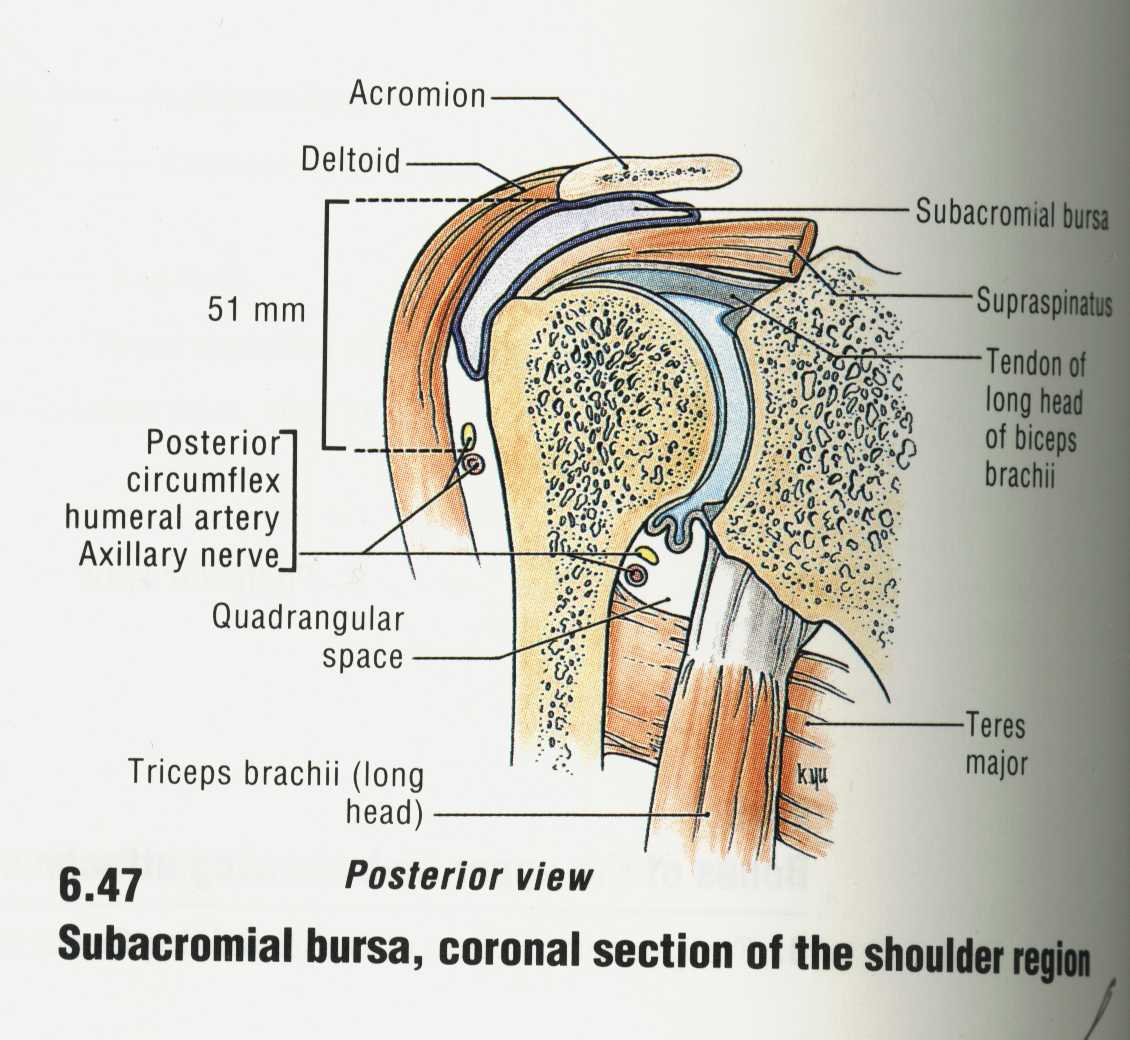 Acromion
Deltoid
Subacromial bursa
51 mm
Supraspinatus
Tendon of
long head
of biceps
brachii
Posterior
circumflex
humeral artery
Axillary nerve
Quadrangular
space
Teres
major
kyu
Triceps brachii (long
head)
Posterior view
6.47
Subacromial bursa, coronal section of the shoulder region